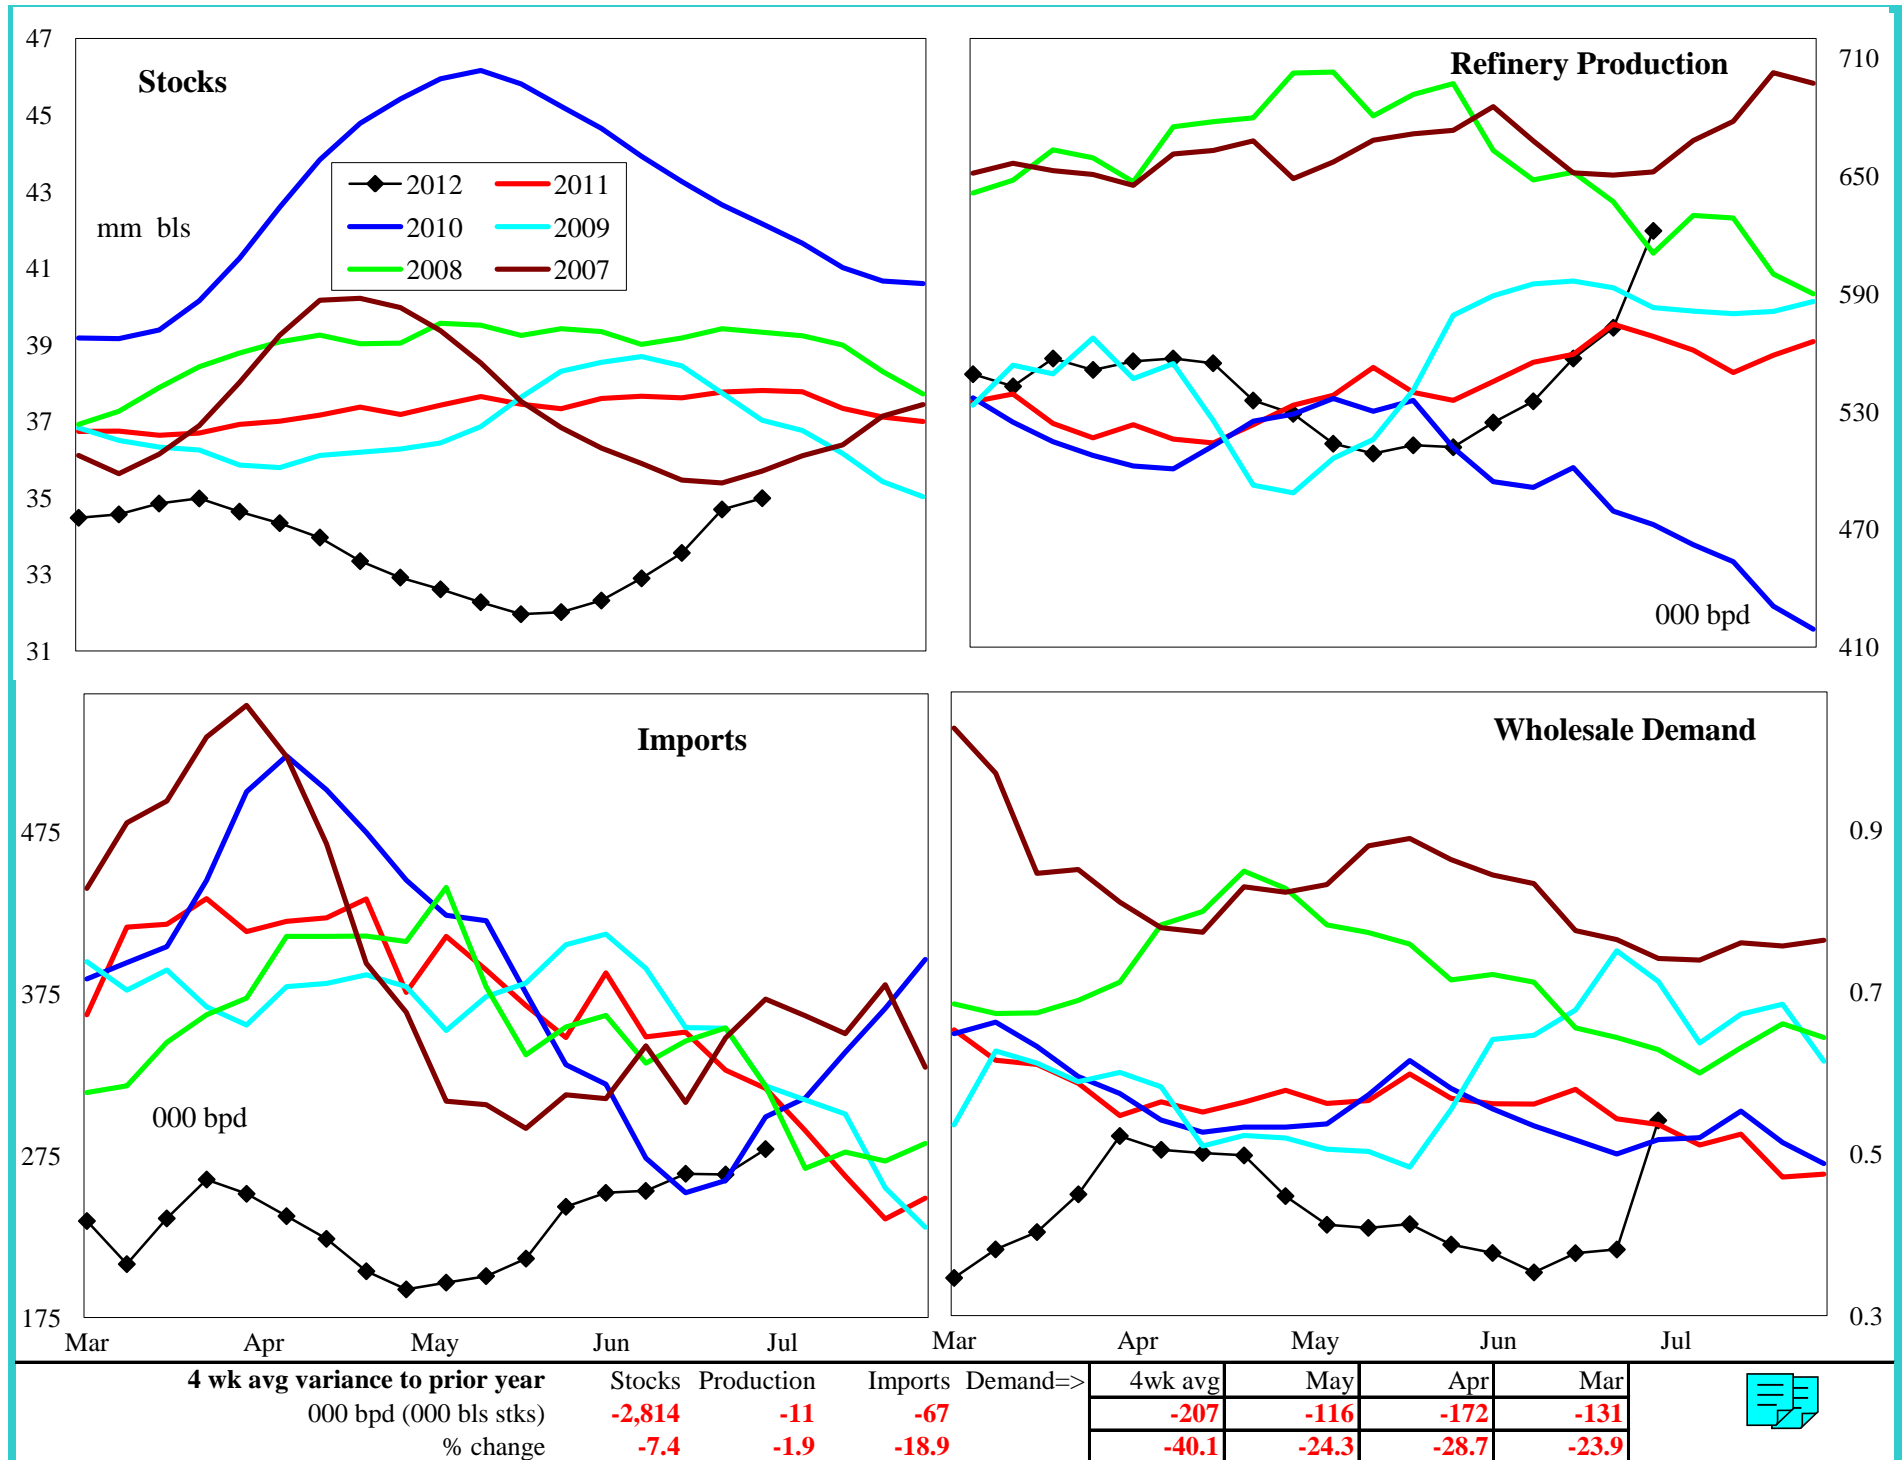 Stocks
mm bls
47
45
43
41
39
37
35
33
31
2012
2011
2010
2009
2008
2007
Refinery Production
000 bpd
710
650
590
530
470
410
Imports
000 bpd
475
375
275
175
Mar Apr May Jun Jul
Wholesale Demand
0.9
0.7
0.5
0.3
Mar Apr May Jun Jul
4 wk avg variance to prior year Stocks Production Imports Demand=> 4wk avg May Apr Mar
000 bpd (000 bls stks) -2,814 -11 -67 -207 -116 -172 -131
% change -7.4 -1.9 -18.9 -40.1 -24.3 -28.7 -23.9